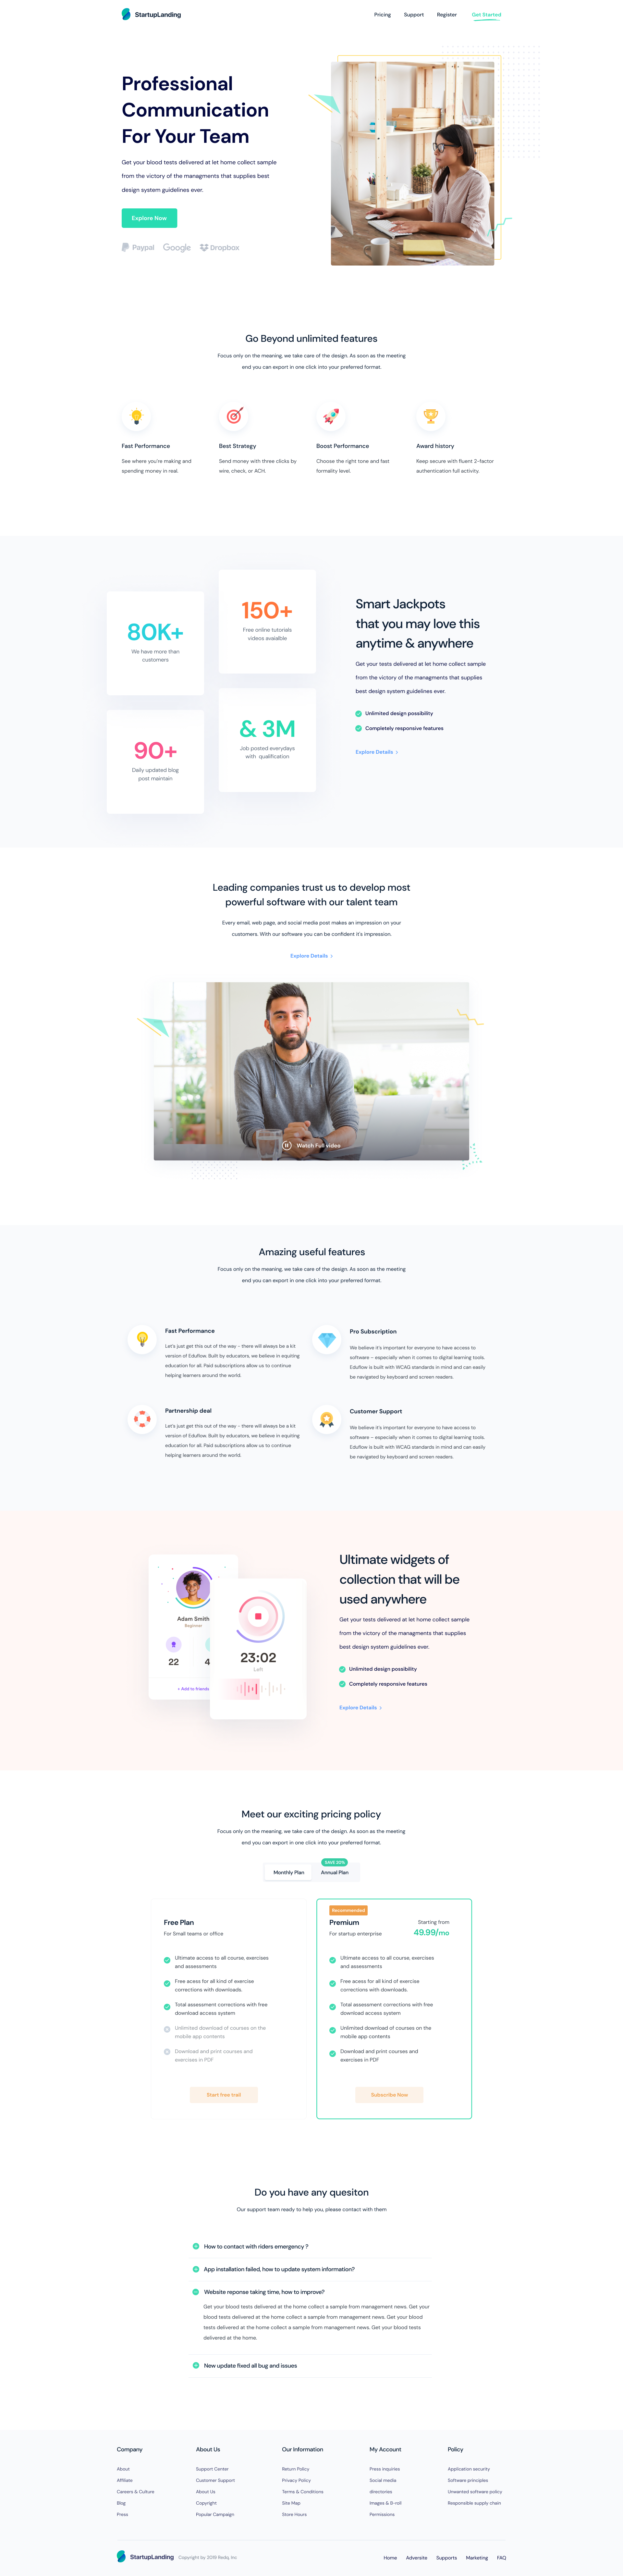 StartupLanding
Pricing Support Register Get Started
Professional
Communication
For Your Team
Get your blood tests delivered at let home collect sample
from the victory of the managments that supplies best
design system guidelines ever.
Explore Now
Paypal Google Dropbox
Go Beyond unlimited features
Focus only on the meaning, we take care of the design. As soon as the meeting
end you can export in one click into your preferred format.
Fast Performance
See where you're making and
spending money in real.
Best Strategy
Send money with three clicks by
wire, check, or ACH.
Boost Performance
Choose the right tone and fast
formality level.
Award history
Keep secure with fluent 2-factor
authentication full activity.
80K+
We have more than
customers
150+
Free online tutorials
videos avaialble
90+
Daily updated blog
post maintain
& 3M
Job posted everydays
with qualification
Smart Jackpots
that you may love this
anytime & anywhere
Get your tests delivered at let home collect sample
from the victory of the managments that supplies
best design system guidelines ever.
Unlimited design possibility
Completely responsive features
Explore Details
Leading companies trust us to develop most
powerful software with our talent team
Every email, web page, and social media post makes an impression on your
customers. With our software you can be confident it's impression.
Explore Details
Watch Full video
Amazing useful features
Focus only on the meaning, we take care of the design. As soon as the meeting
end you can export in one click into your preferred format.
Fast Performance
Let's just get this out of the way - there will always be a kit
version of Eduflow. Built by educators, we believe in equiting
education for all. Paid subscriptions allow us to continue
helping learners around the world.
Pro Subscription
We believe it's important for everyone to have access to
software – especially when it comes to digital learning tools.
Eduflow is built with WCAG standards in mind and can easily
be navigated by keyboard and screen readers.
Partnership deal
Let's just get this out of the way - there will always be a kit
version of Eduflow. Built by educators, we believe in equiting
education for all. Paid subscriptions allow us to continue
helping learners around the world.
Customer Support
We believe it's important for everyone to have access to
software – especially when it comes to digital learning tools.
Eduflow is built with WCAG standards in mind and can easily
be navigated by keyboard and screen readers.
Adam Smith
Beginner
22 4
+ Add to friends
23:02
Left
Ultimate widgets of
collection that will be
used anywhere
Get your tests delivered at let home collect sample
from the victory of the managments that supplies
best design system guidelines ever.
Unlimited design possibility
Completely responsive features
Explore Details
Meet our exciting pricing policy
Focus only on the meaning, we take care of the design. As soon as the meeting
end you can export in one click into your preferred format.
SAVE 20%
Monthly Plan Annual Plan
Free Plan
For Small teams or office
Ultimate access to all course, exercises
and assessments
Free acess for all kind of exercise
corrections with downloads.
Total assessment corrections with free
download access system
Unlimited download of courses on the
mobile app contents
Download and print courses and
exercises in PDF
Start free trail
Recommended
Premium
For startup enterprise
Starting from
49.99/mo
Ultimate access to all course, exercises
and assessments
Free acess for all kind of exercise
corrections with downloads.
Total assessment corrections with free
download access system
Unlimited download of courses on the
mobile app contents
Download and print courses and
exercises in PDF
Subscribe Now
Do you have any quesiton
Our support team ready to help you, please contact with them
How to contact with riders emergency ?
App installation failed, how to update system information?
Website reponse taking time, how to improve?
Get your blood tests delivered at the home collect a sample from management news. Get your
blood tests delivered at the home collect a sample from management news. Get your blood
tests delivered at the home collect a sample from management news. Get your blood tests
delivered at the home.
New update fixed all bug and issues
Company
About
Affiliate
Careers & Culture
Blog
Press
About Us
Support Center
Customer Support
About Us
Copyright
Popular Campaign
Our Information
Return Policy
Privacy Policy
Terms & Conditions
Site Map
Store Hours
My Account
Press inquiries
Social media
directories
Images & B-roll
Permissions
Policy
Application security
Software principles
Unwanted software policy
Responsible supply chain
StartupLanding Copyright by 2019 Redq, Inc
Home Adversite Supports Marketing FAQ